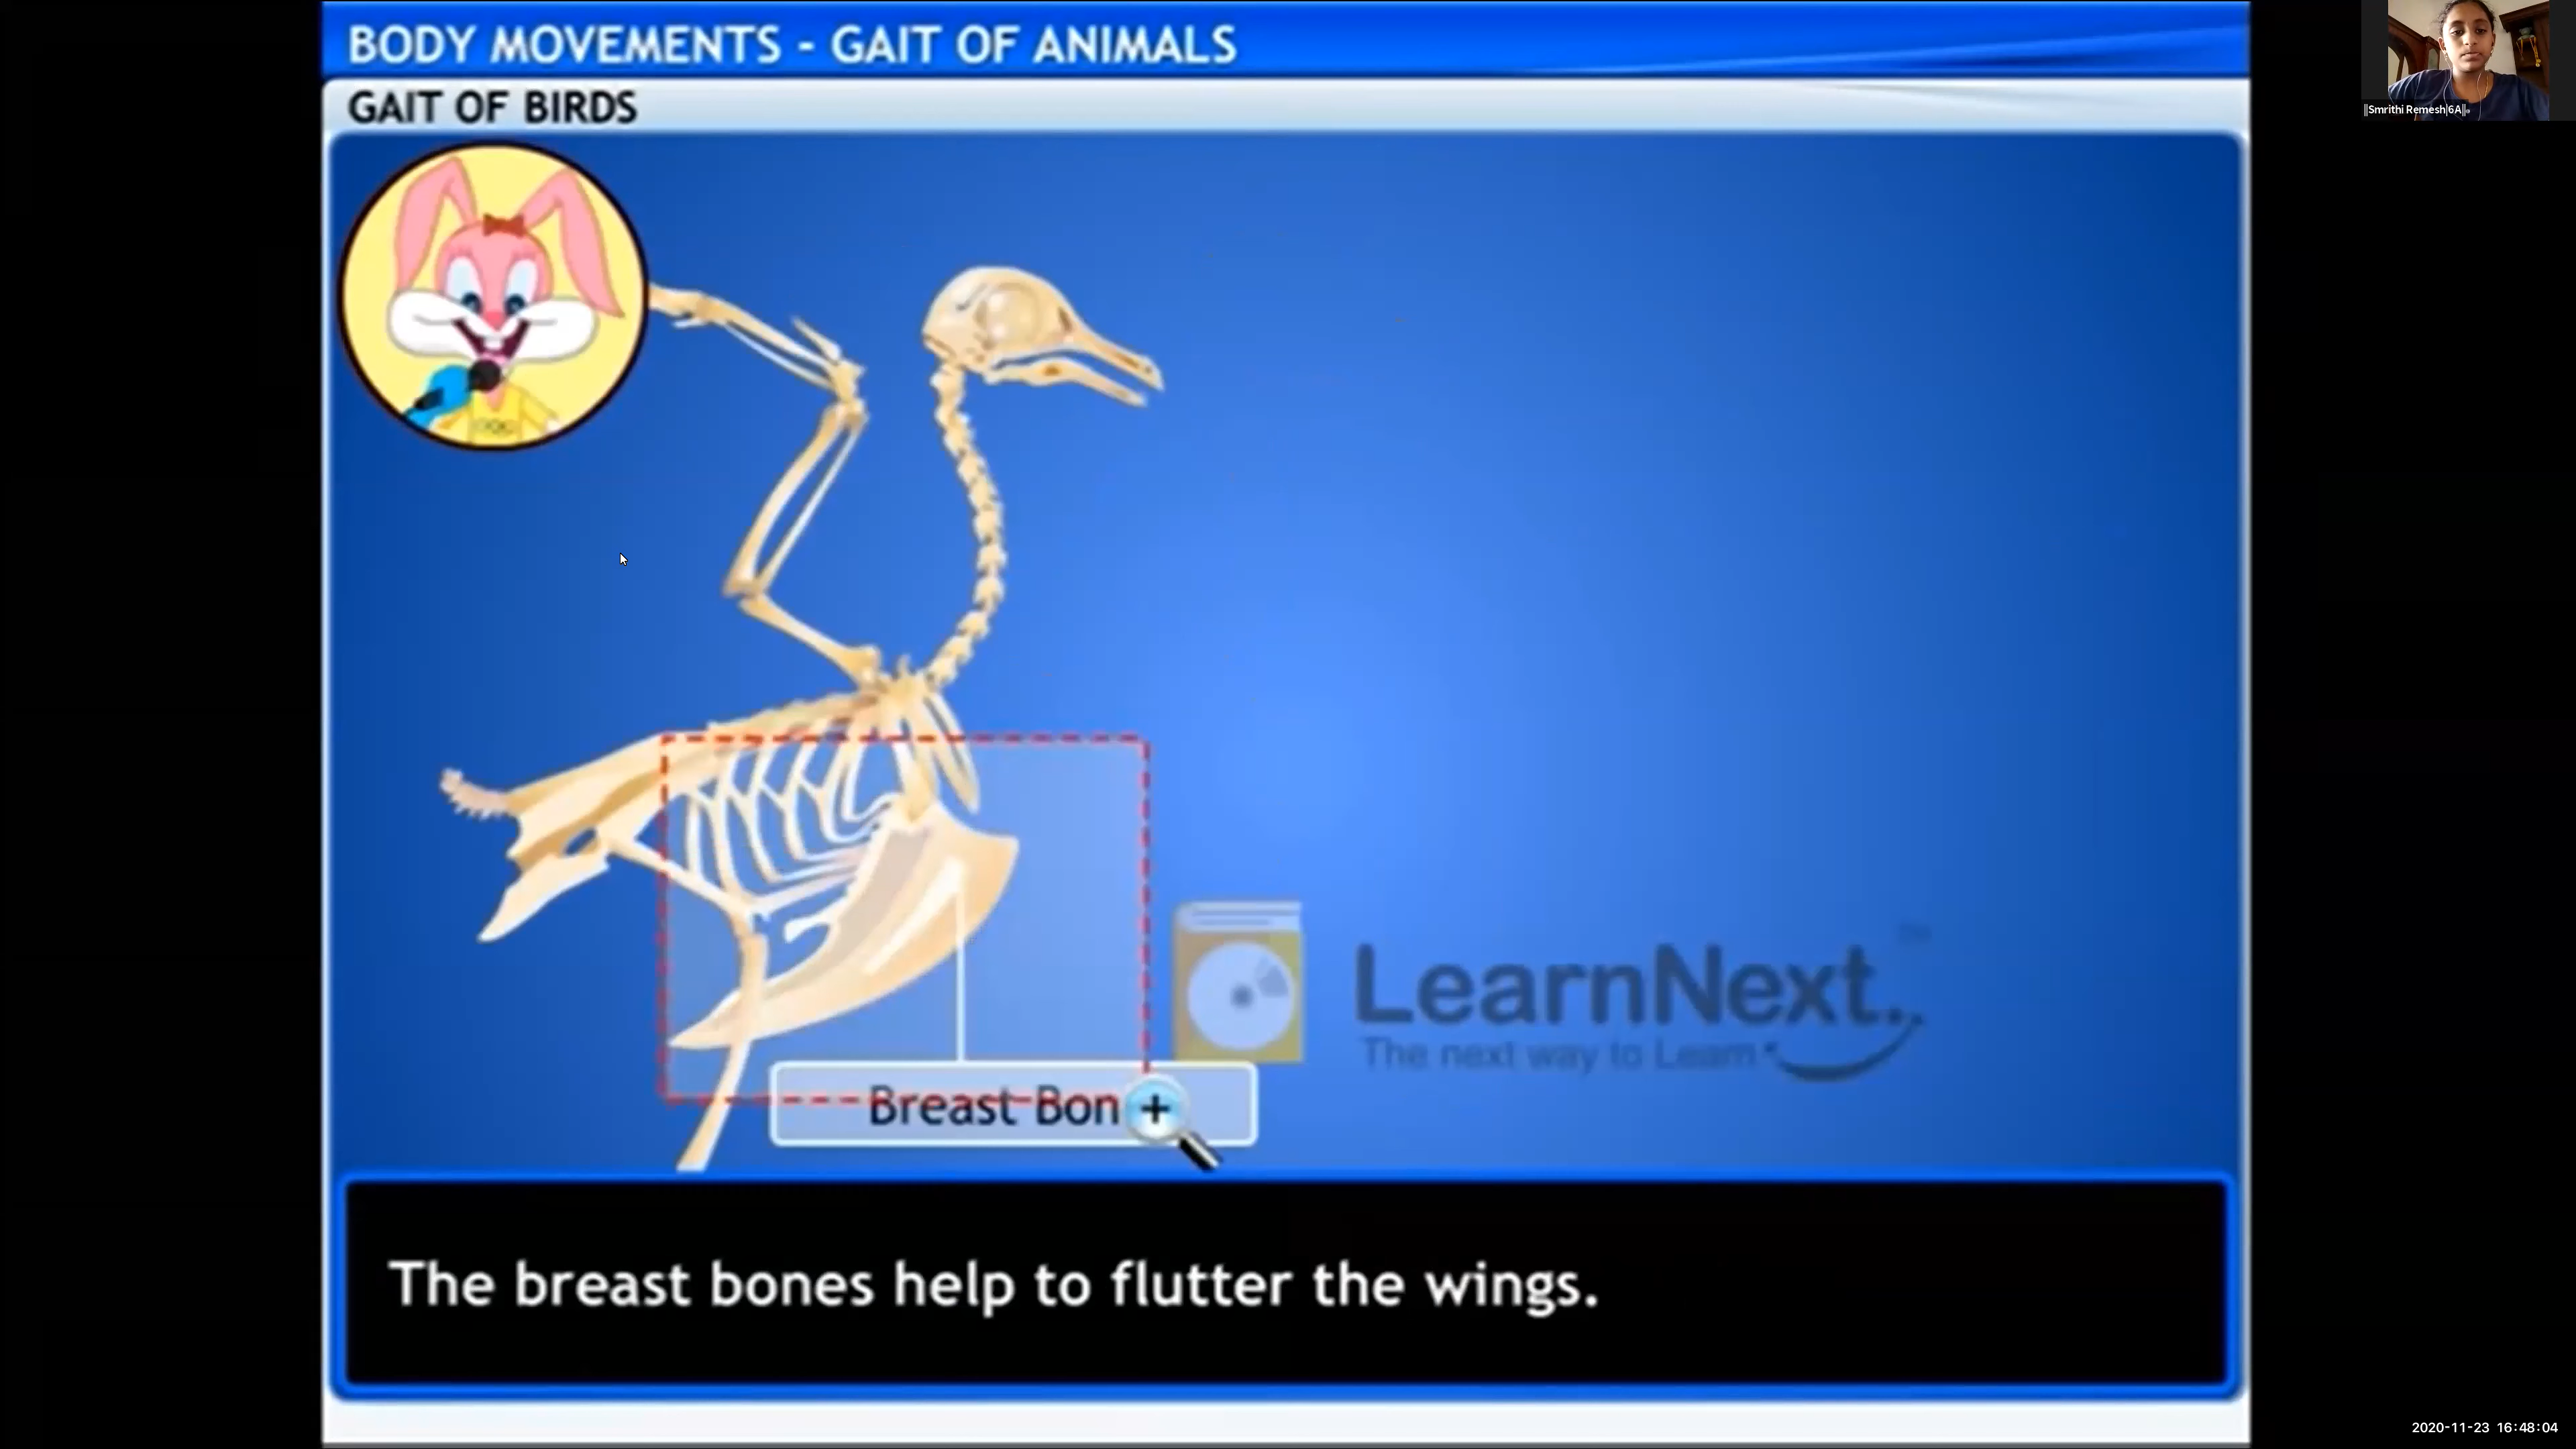 BODY MOVEMENTS - GAIT OF ANIMALS
GAIT OF BIRDS
||Smrithi Remesh|6A||
LearnNext
The next way to Learn
Breast Bon
The breast bones help to flutter the wings.
2020-11-23 16:48:04